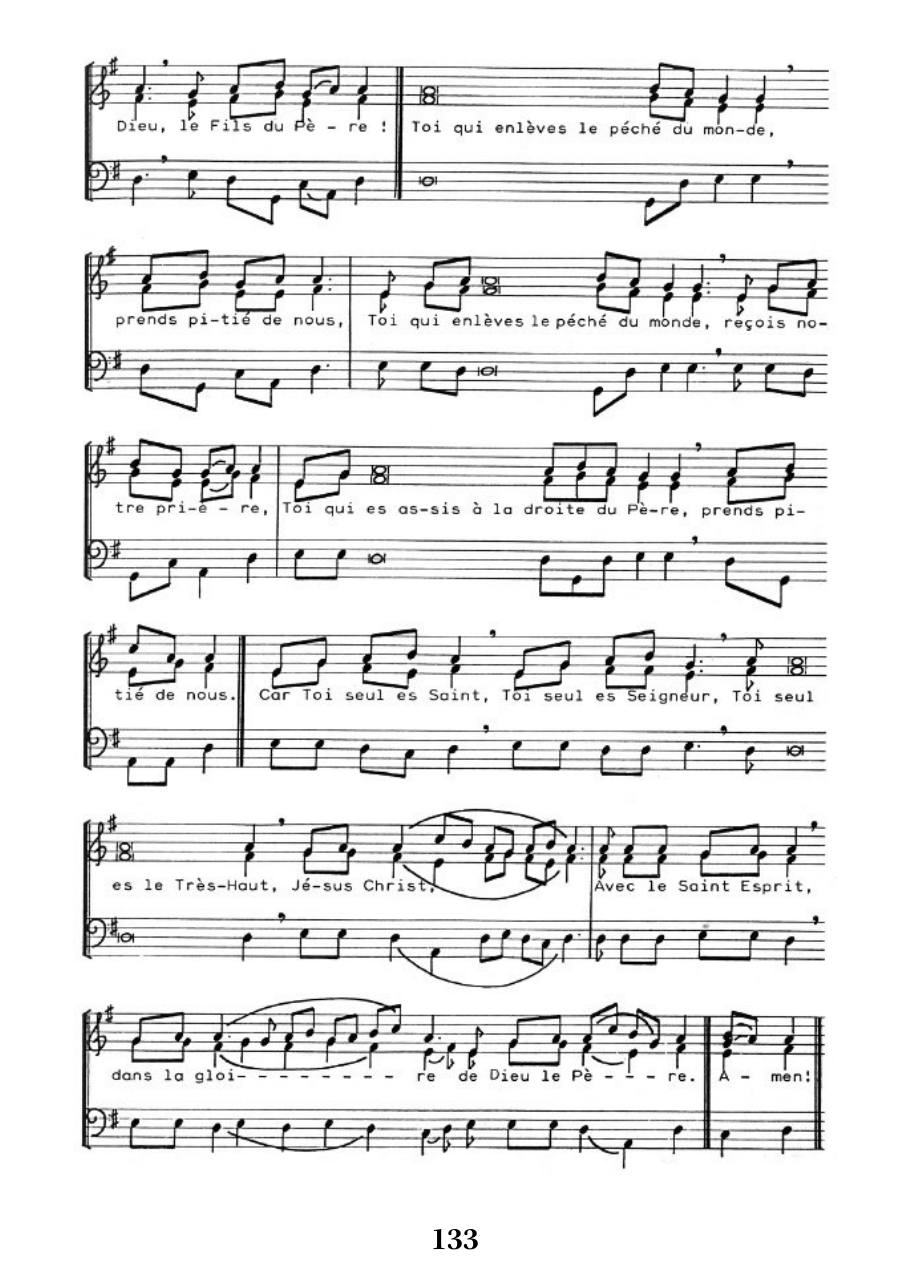 Dieu, le Fils du Pè - re ! Toi qui enlèves le péché du mon-de,
prends pi-tié de nous, Toi qui enlèves le péché du monde, reçois no-
tre pri-è - re, Toi qui es as-sis à la droite du Pè-re, prends pi-
tié de nous. Car Toi seul es Saint, Toi seul es Seigneur, Toi seul
es le Très-Haut, Jé-sus Christ, Avec le Saint Esprit,
dans la gloi- - - - - - - - - re de Dieu le Pè - - - re. A - men!
133